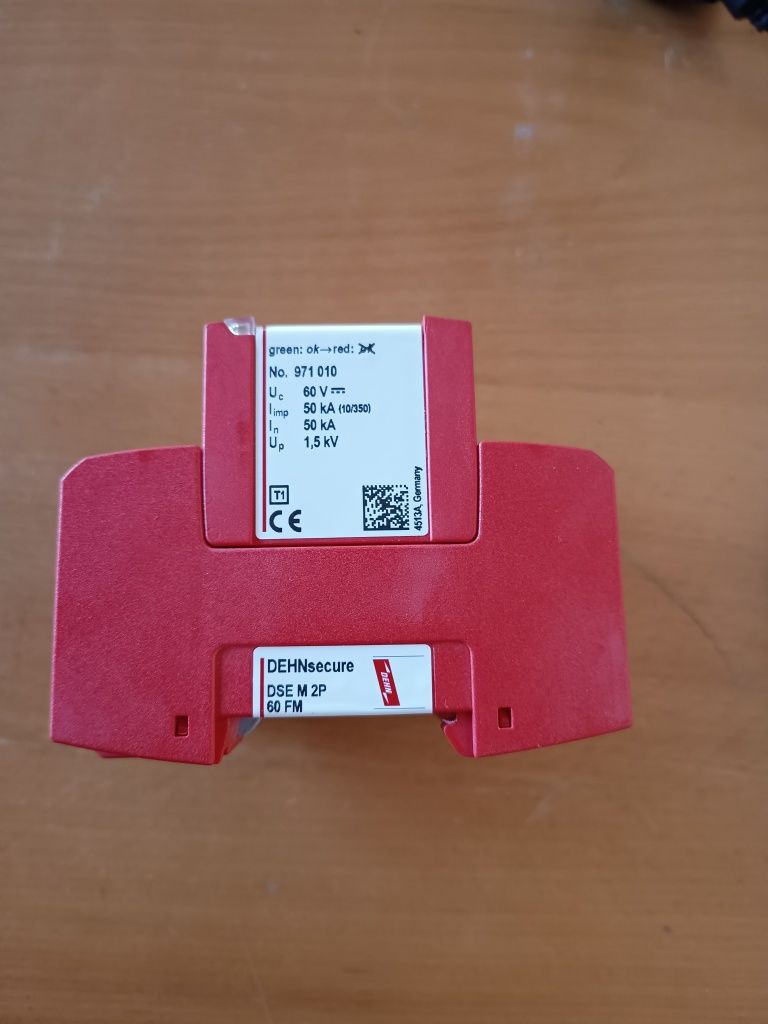 green: ok→red: ok
No. 971 010
Uc 60 V ⎓
Iimp 50 kA (10/350)
In 50 kA
Up 1,5 kV
T1
CE
4513A, Germany
DEHNsecure
DSE M 2P
60 FM
DEHN